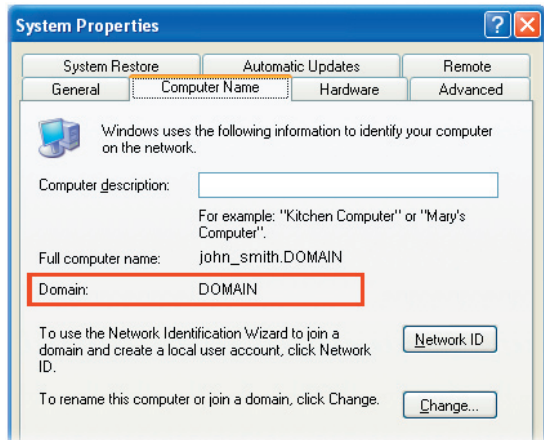 System Properties
System Restore Automatic Updates Remote
General Computer Name Hardware Advanced
Windows uses the following information to identify your computer
on the network.
Computer description:
For example: "Kitchen Computer" or "Mary's
Computer".
Full computer name: john_smith.DOMAIN
Domain: DOMAIN
To use the Network Identification Wizard to join a
domain and create a local user account, click Network
ID.
Network ID
To rename this computer or join a domain, click Change.
Change...